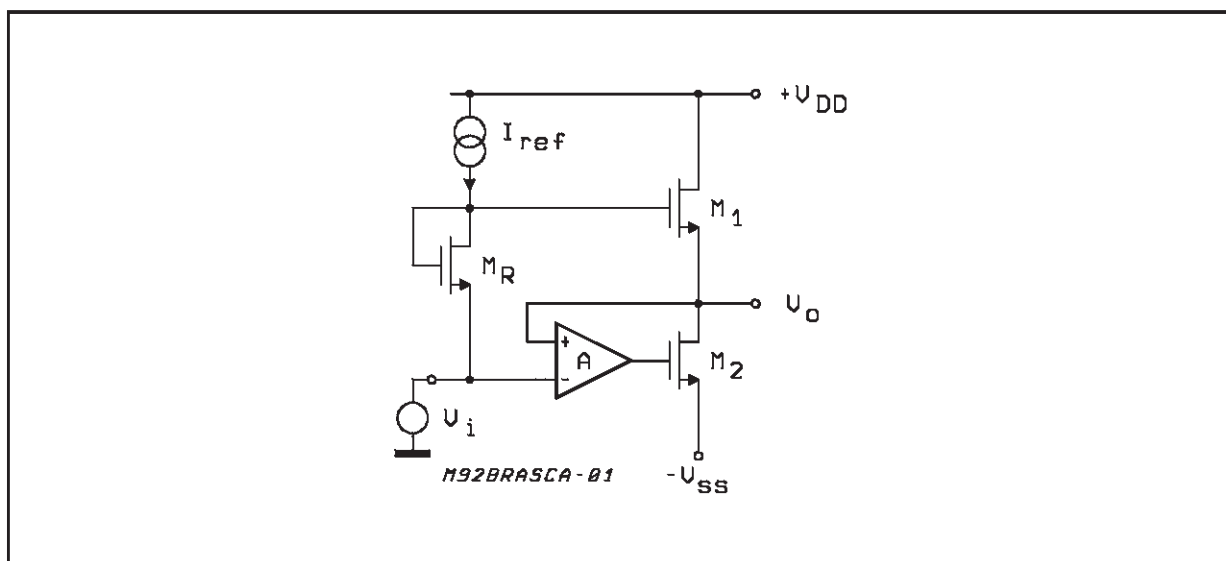 +V_DD
I_ref
M_1
M_R
V_o
+
A
M_2
-
V_i
M92BRASCA-01
-V_SS